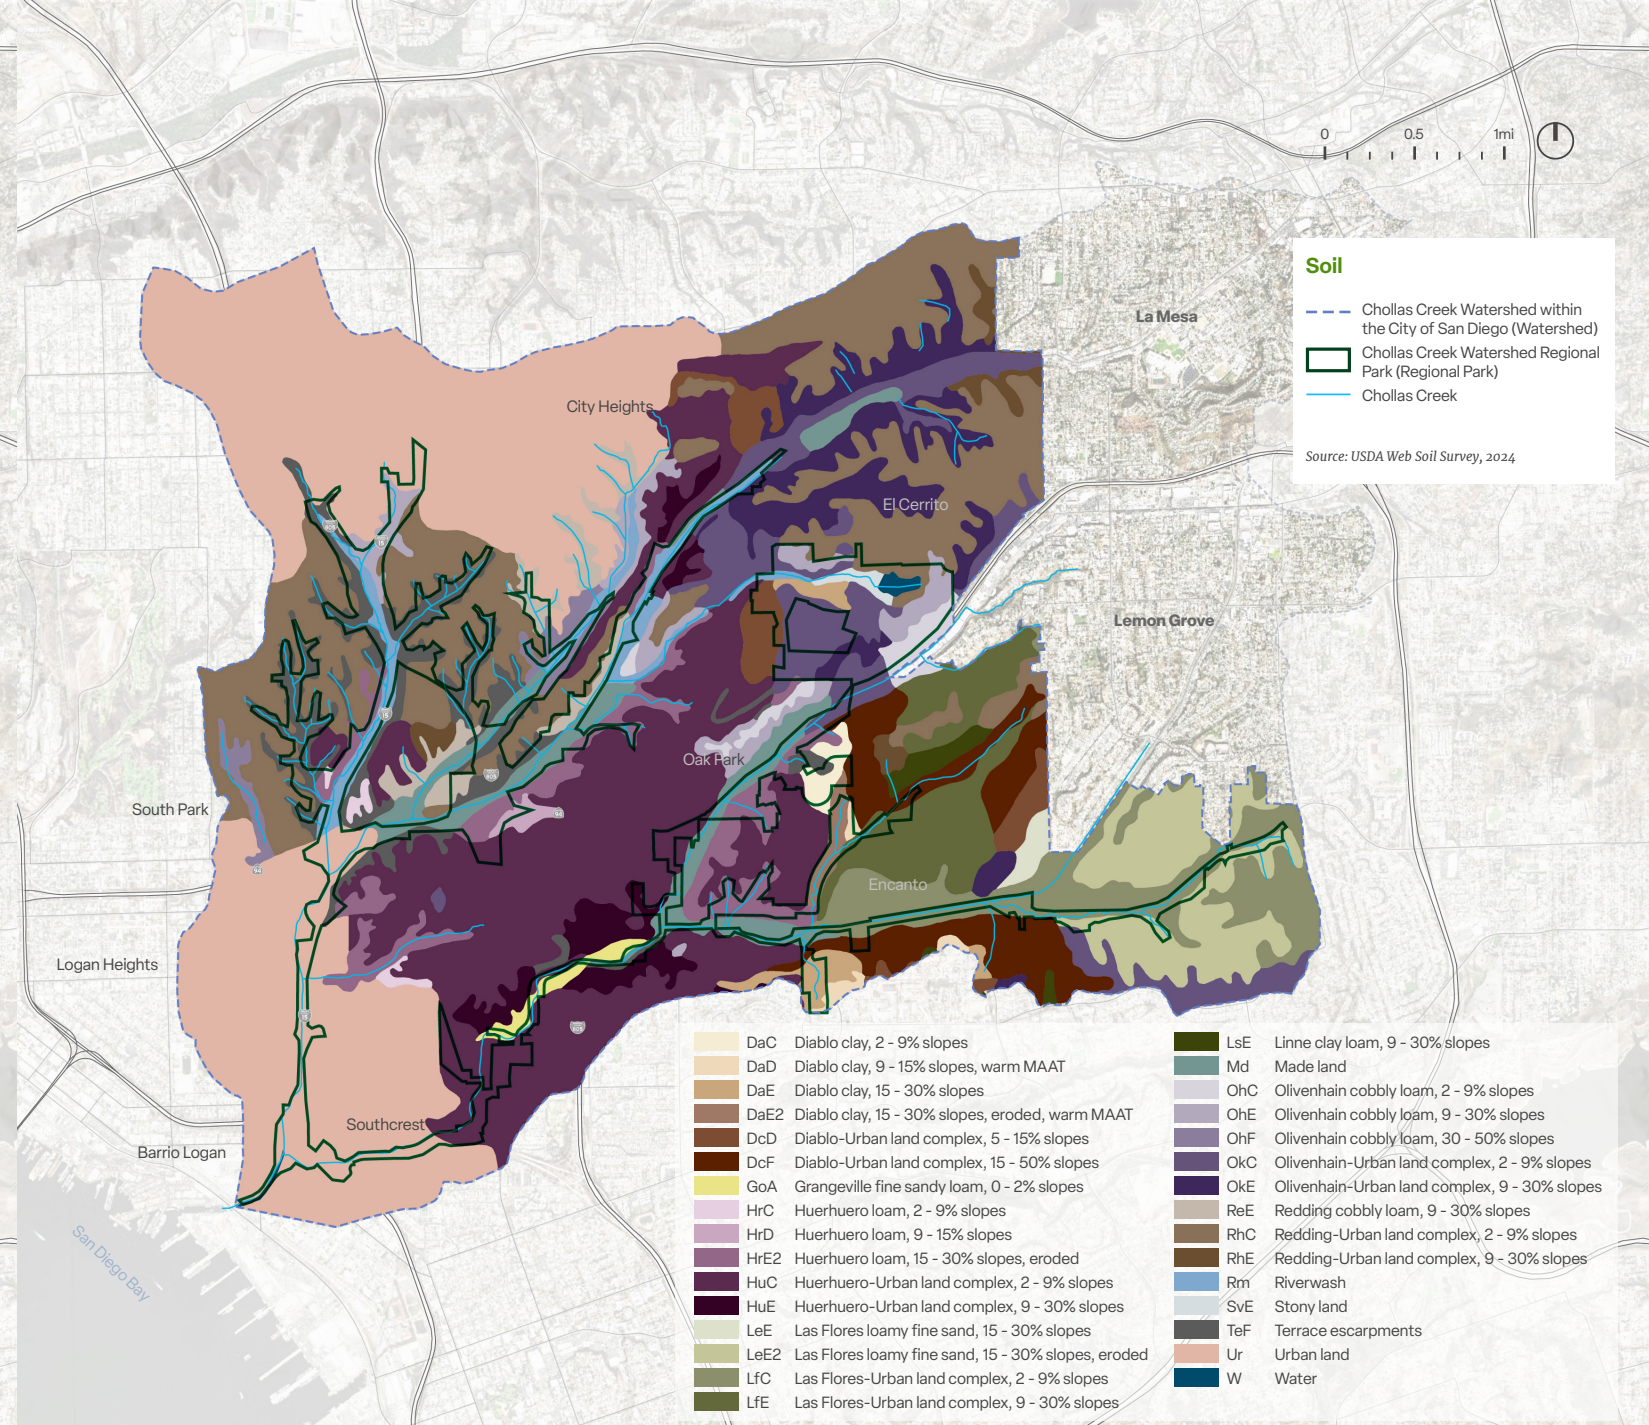 0 0.5 1mi
Soil
Chollas Creek Watershed within
the City of San Diego (Watershed)
Chollas Creek Watershed Regional
Park (Regional Park)
Chollas Creek
Source: USDA Web Soil Survey, 2024
La Mesa
City Heights
El Cerrito
805
15
Lemon Grove
15
Oak Park
805
South Park
94
94
Encanto
Logan Heights
15
805
Southcrest
Barrio Logan
San Diego Bay
DaC Diablo clay, 2 - 9% slopes
DaD Diablo clay, 9 - 15% slopes, warm MAAT
DaE Diablo clay, 15 - 30% slopes
DaE2 Diablo clay, 15 - 30% slopes, eroded, warm MAAT
DcD Diablo-Urban land complex, 5 - 15% slopes
DcF Diablo-Urban land complex, 15 - 50% slopes
GoA Grangeville fine sandy loam, 0 - 2% slopes
HrC Huerhuero loam, 2 - 9% slopes
HrD Huerhuero loam, 9 - 15% slopes
HrE2 Huerhuero loam, 15 - 30% slopes, eroded
HuC Huerhuero-Urban land complex, 2 - 9% slopes
HuE Huerhuero-Urban land complex, 9 - 30% slopes
LeE Las Flores loamy fine sand, 15 - 30% slopes
LeE2 Las Flores loamy fine sand, 15 - 30% slopes, eroded
LfC Las Flores-Urban land complex, 2 - 9% slopes
LfE Las Flores-Urban land complex, 9 - 30% slopes
LsE Linne clay loam, 9 - 30% slopes
Md Made land
OhC Olivenhain cobbly loam, 2 - 9% slopes
OhE Olivenhain cobbly loam, 9 - 30% slopes
OhF Olivenhain cobbly loam, 30 - 50% slopes
OkC Olivenhain-Urban land complex, 2 - 9% slopes
OkE Olivenhain-Urban land complex, 9 - 30% slopes
ReE Redding cobbly loam, 9 - 30% slopes
RhC Redding-Urban land complex, 2 - 9% slopes
RhE Redding-Urban land complex, 9 - 30% slopes
Rm Riverwash
SvE Stony land
TeF Terrace escarpments
Ur Urban land
W Water